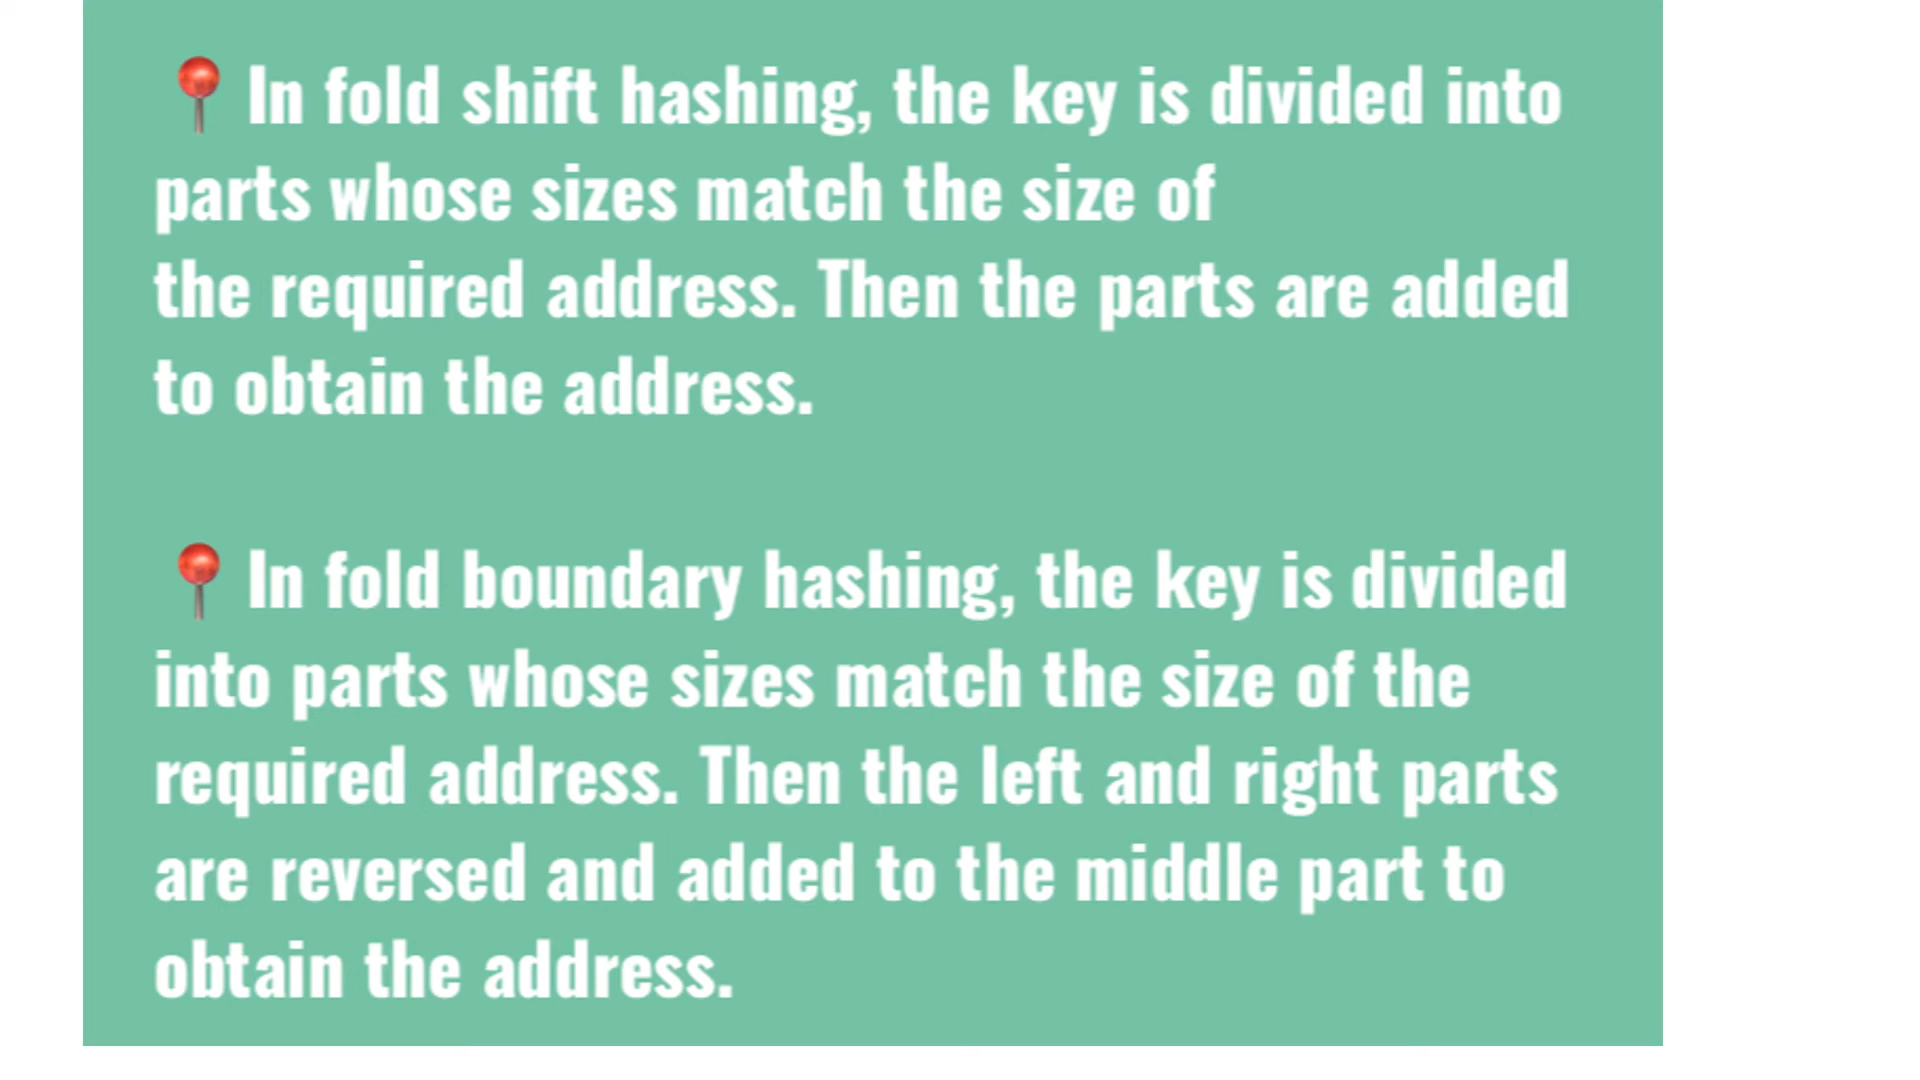 📍 In fold shift hashing, the key is divided into
parts whose sizes match the size of
the required address. Then the parts are added
to obtain the address.
📍 In fold boundary hashing, the key is divided
into parts whose sizes match the size of the
required address. Then the left and right parts
are reversed and added to the middle part to
obtain the address.